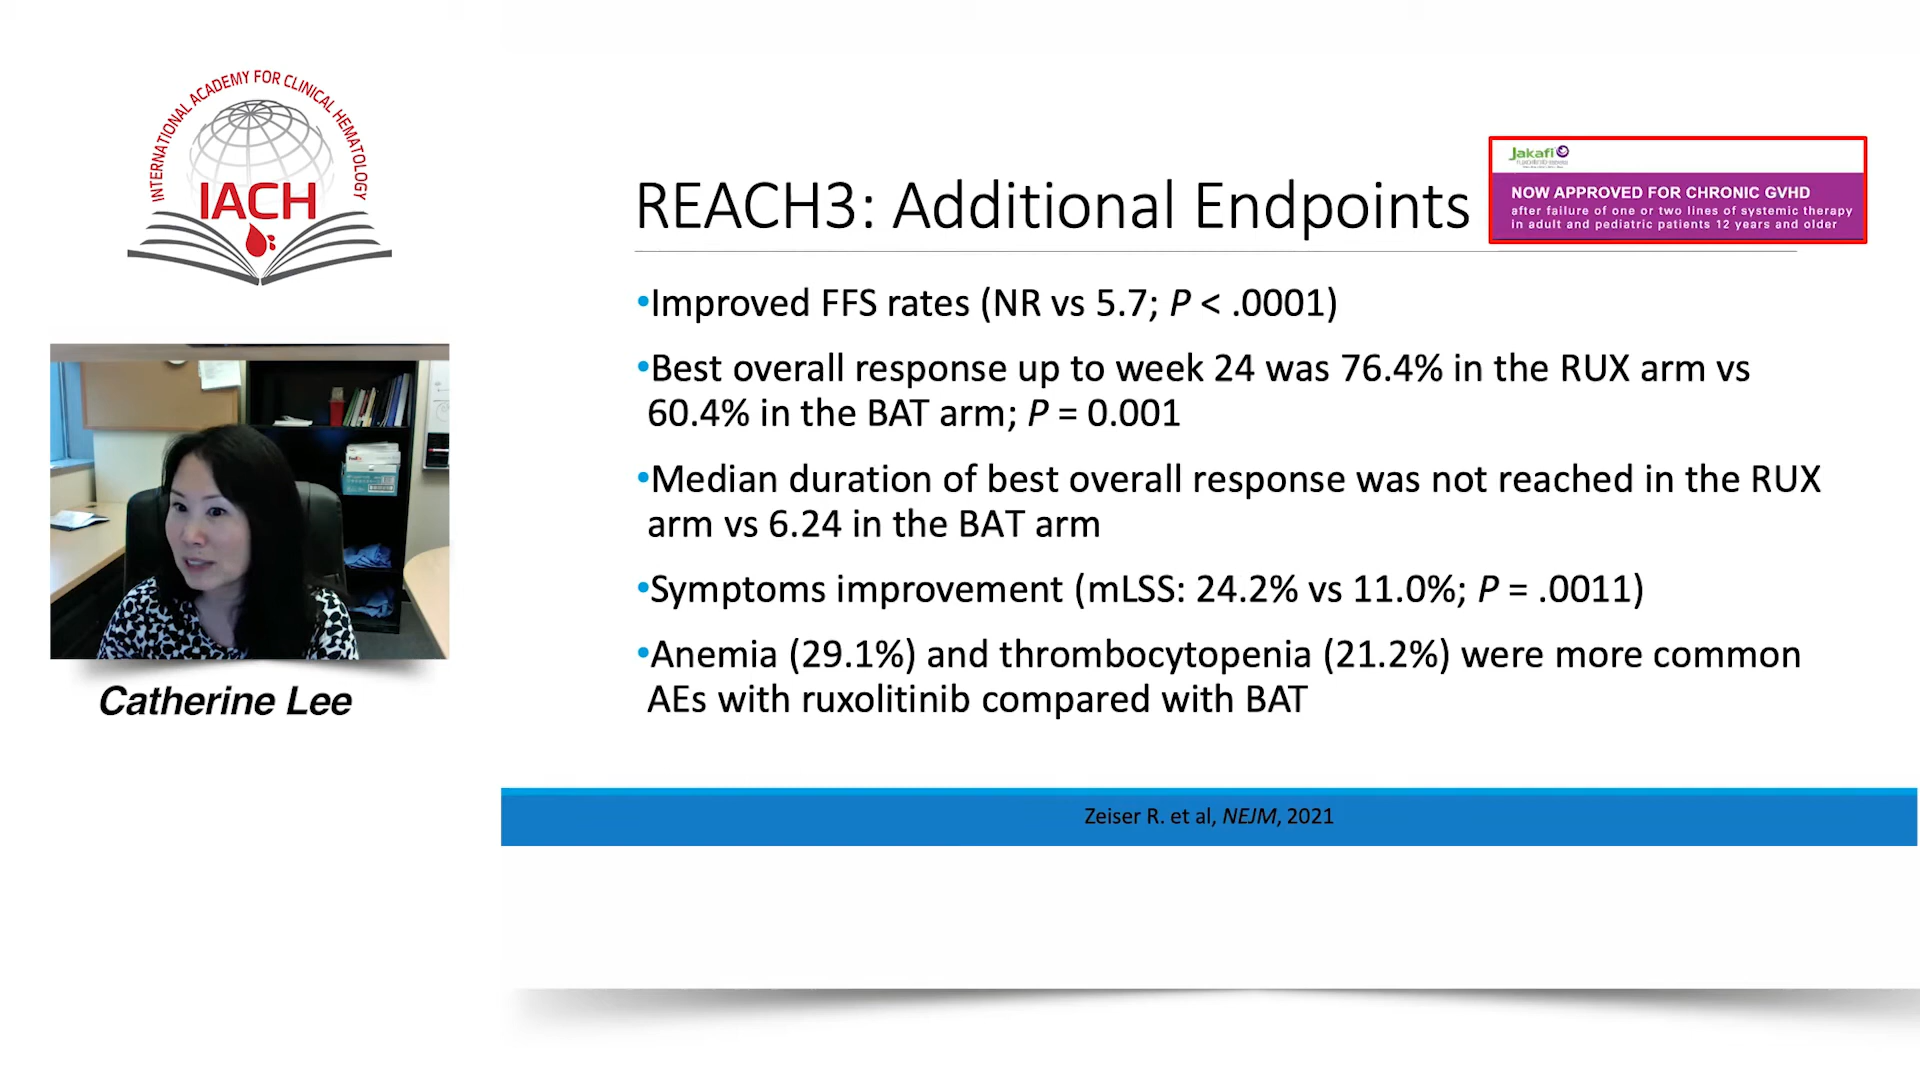 INTERNATIONAL ACADEMY FOR CLINICAL HEMATOLOGY
IACH
Catherine Lee
REACH3: Additional Endpoints
Jakafi
NOW APPROVED FOR CHRONIC GVHD
after failure of one or two lines of systemic therapy
in adult and pediatric patients 12 years and older
•Improved FFS rates (NR vs 5.7; P < .0001)
•Best overall response up to week 24 was 76.4% in the RUX arm vs
60.4% in the BAT arm; P = 0.001
•Median duration of best overall response was not reached in the RUX
arm vs 6.24 in the BAT arm
•Symptoms improvement (mLSS: 24.2% vs 11.0%; P = .0011)
•Anemia (29.1%) and thrombocytopenia (21.2%) were more common
AEs with ruxolitinib compared with BAT
Zeiser R. et al, NEJM, 2021